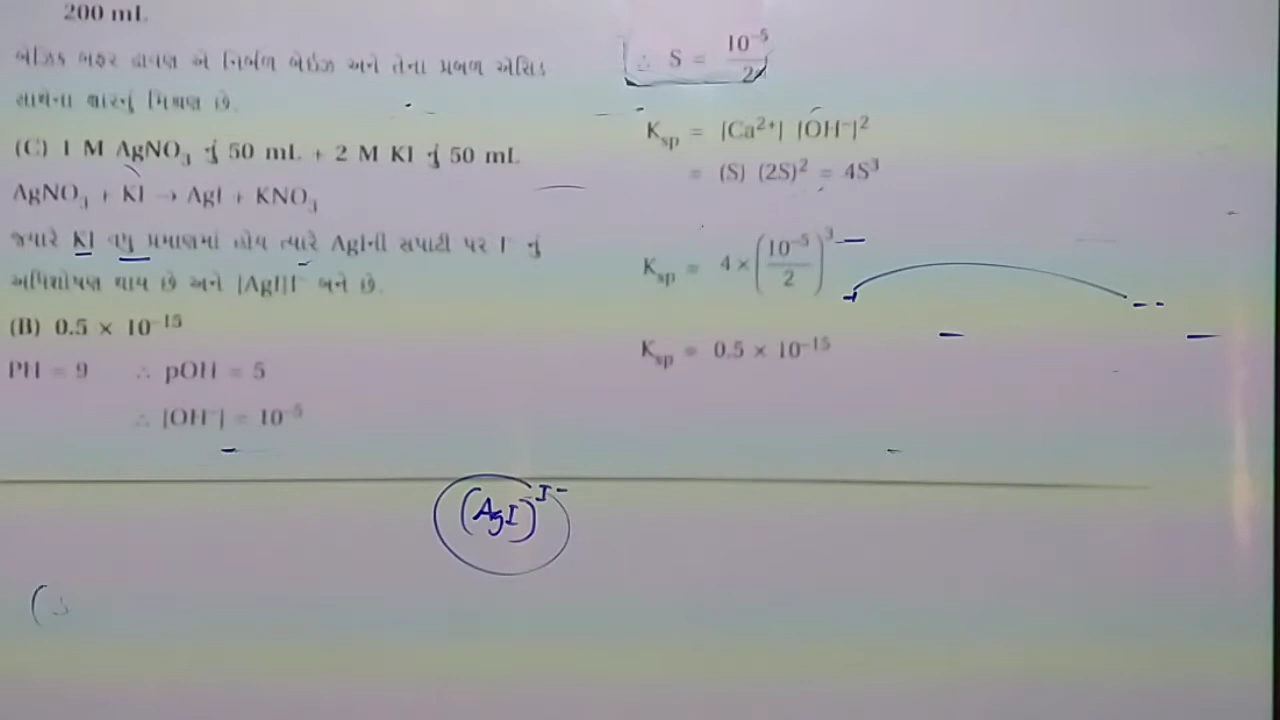 200 mL
બેઝિક બફર દ્રાવણ એ નિર્બળ બેઇઝ અને તેના પ્રબળ એસિડ
સાથેના ક્ષારનું મિશ્રણ છે.
(C) 1 M AgNO₃ નું 50 mL + 2 M KI નું 50 mL
AgNO₃ + KI → AgI + KNO₃
જ્યારે KI વધુ પ્રમાણમાં હોય ત્યારે AgIની સપાટી પર I⁻ નું
અધિશોષણ થાય છે અને [AgI]I⁻ બને છે.
(B) 0.5 × 10⁻¹⁵
PH = 9 ∴ pOH = 5
∴ [OH⁻] = 10⁻⁵
∴ S = 10⁻⁵/2
Ksp = [Ca²⁺] [OH⁻]²
= (S) (2S)² = 4S³
Ksp = 4 × (10⁻⁵/2)³
Ksp = 0.5 × 10⁻¹⁵
(AgI) I⁻